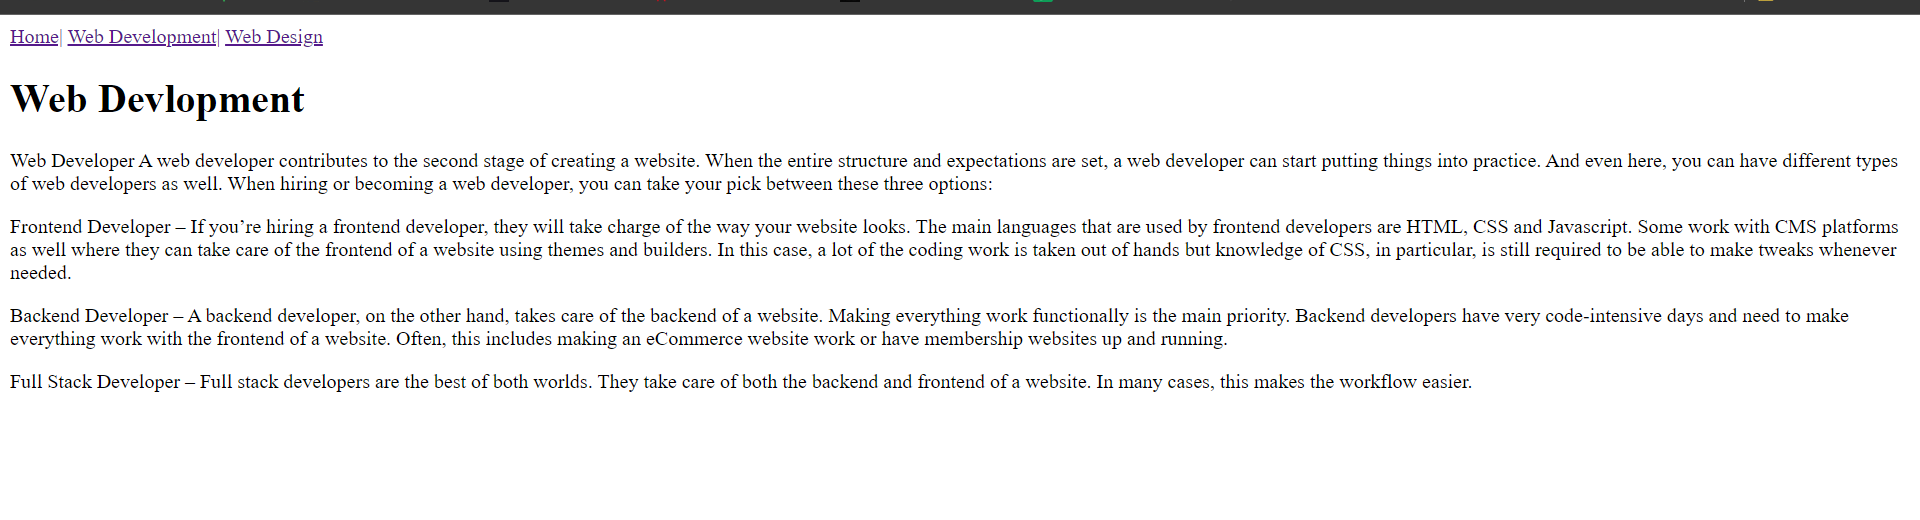 Home| Web Development| Web Design
Web Devlopment
Web Developer A web developer contributes to the second stage of creating a website. When the entire structure and expectations are set, a web developer can start putting things into practice. And even here, you can have different types
of web developers as well. When hiring or becoming a web developer, you can take your pick between these three options:
Frontend Developer – If you’re hiring a frontend developer, they will take charge of the way your website looks. The main languages that are used by frontend developers are HTML, CSS and Javascript. Some work with CMS platforms
as well where they can take care of the frontend of a website using themes and builders. In this case, a lot of the coding work is taken out of hands but knowledge of CSS, in particular, is still required to be able to make tweaks whenever
needed.
Backend Developer – A backend developer, on the other hand, takes care of the backend of a website. Making everything work functionally is the main priority. Backend developers have very code-intensive days and need to make
everything work with the frontend of a website. Often, this includes making an eCommerce website work or have membership websites up and running.
Full Stack Developer – Full stack developers are the best of both worlds. They take care of both the backend and frontend of a website. In many cases, this makes the workflow easier.